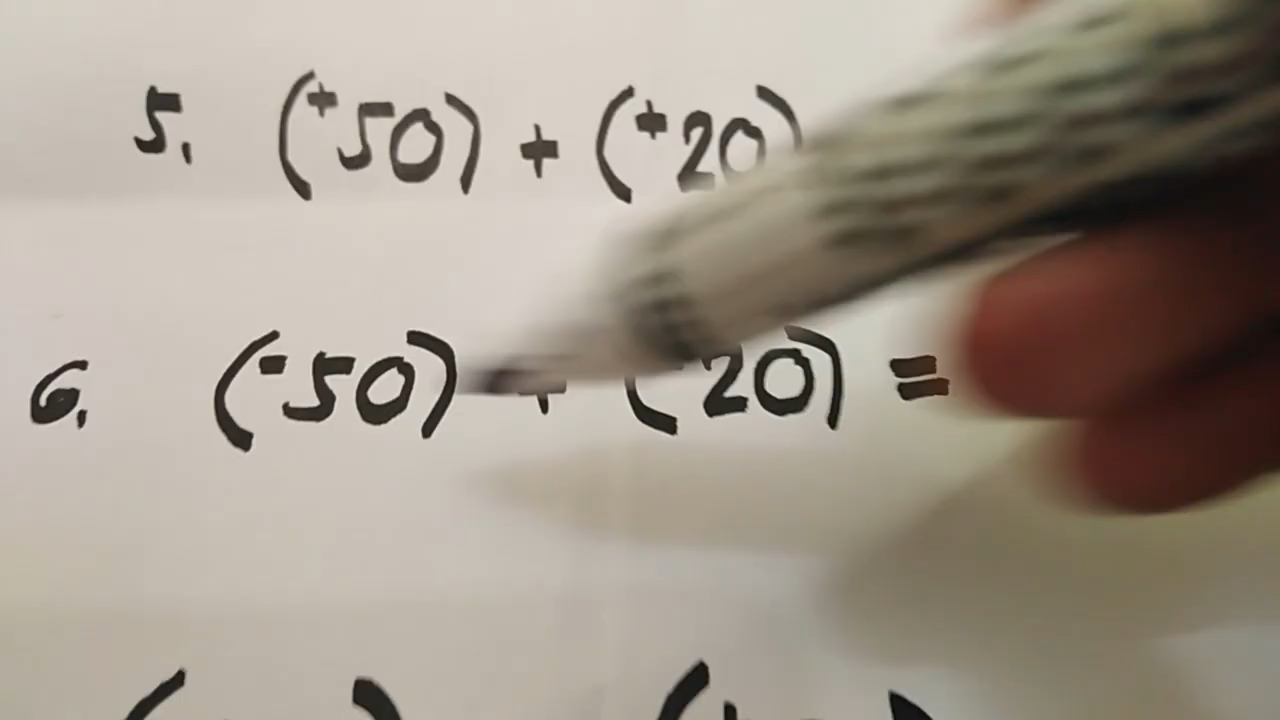 5. (+50) + (+20)
6. (-50) + (-20) =